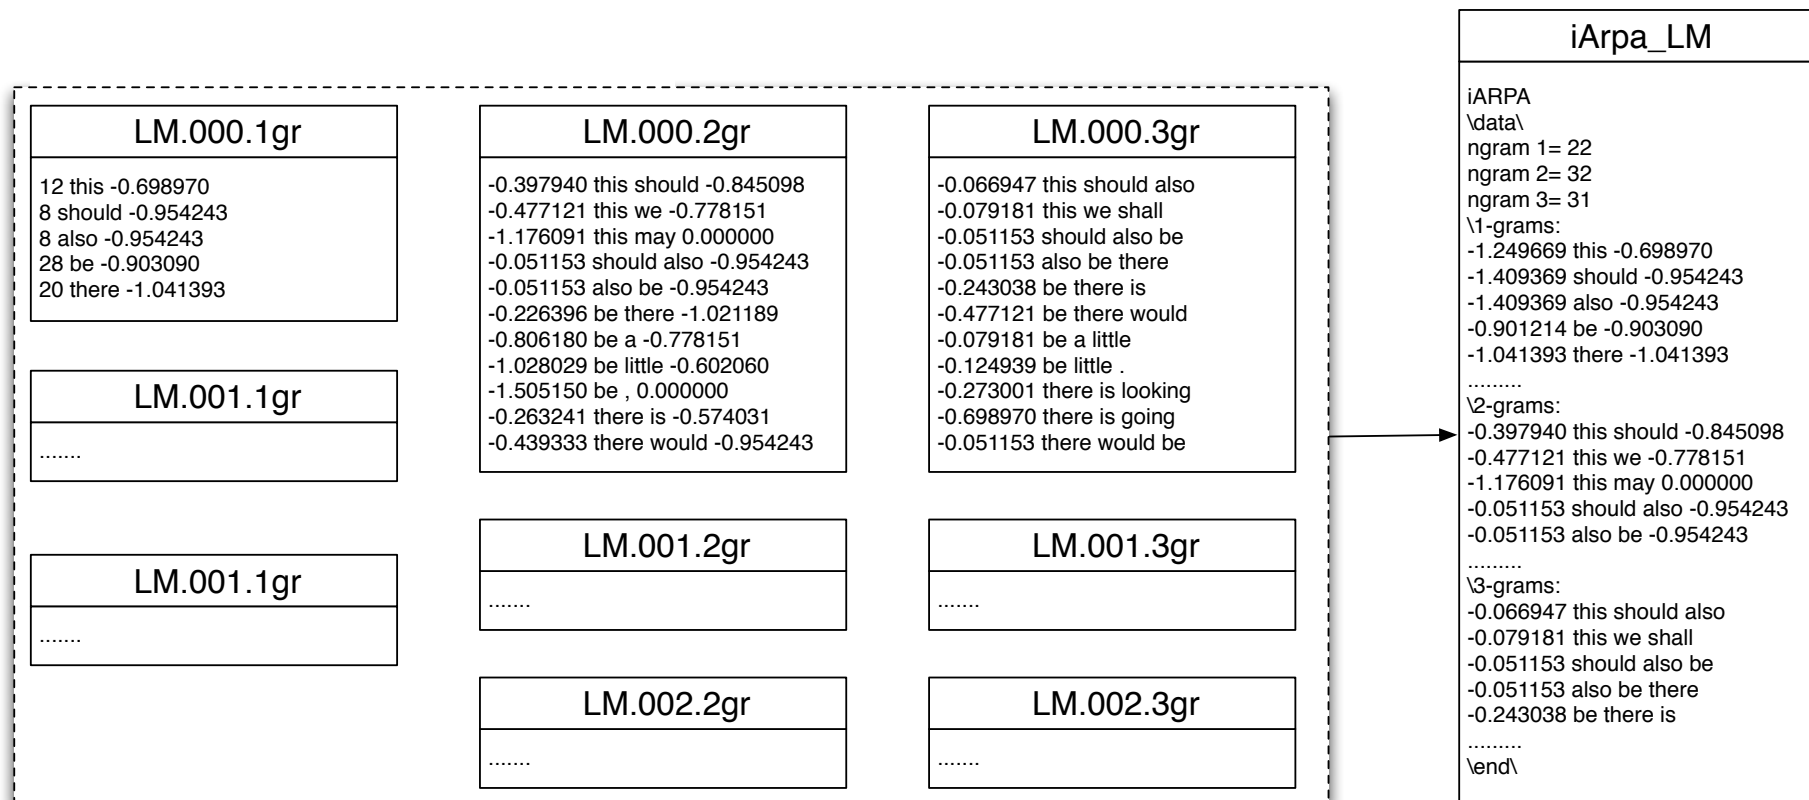 LM.000.1gr
12 this -0.698970
8 should -0.954243
8 also -0.954243
28 be -0.903090
20 there -1.041393
LM.001.1gr
.......
LM.001.1gr
.......
LM.000.2gr
-0.397940 this should -0.845098
-0.477121 this we -0.778151
-1.176091 this may 0.000000
-0.051153 should also -0.954243
-0.051153 also be -0.954243
-0.226396 be there -1.021189
-0.806180 be a -0.778151
-1.028029 be little -0.602060
-1.505150 be , 0.000000
-0.263241 there is -0.574031
-0.439333 there would -0.954243
LM.001.2gr
.......
LM.002.2gr
.......
LM.000.3gr
-0.066947 this should also
-0.079181 this we shall
-0.051153 should also be
-0.051153 also be there
-0.243038 be there is
-0.477121 be there would
-0.079181 be a little
-0.124939 be little .
-0.273001 there is looking
-0.698970 there is going
-0.051153 there would be
LM.001.3gr
.......
LM.002.3gr
.......
iArpa_LM
iARPA
\data\
ngram 1= 22
ngram 2= 32
ngram 3= 31
\1-grams:
-1.249669 this -0.698970
-1.409369 should -0.954243
-1.409369 also -0.954243
-0.901214 be -0.903090
-1.041393 there -1.041393
.........
\2-grams:
-0.397940 this should -0.845098
-0.477121 this we -0.778151
-1.176091 this may 0.000000
-0.051153 should also -0.954243
-0.051153 also be -0.954243
.........
\3-grams:
-0.066947 this should also
-0.079181 this we shall
-0.051153 should also be
-0.051153 also be there
-0.243038 be there is
.........
\end\